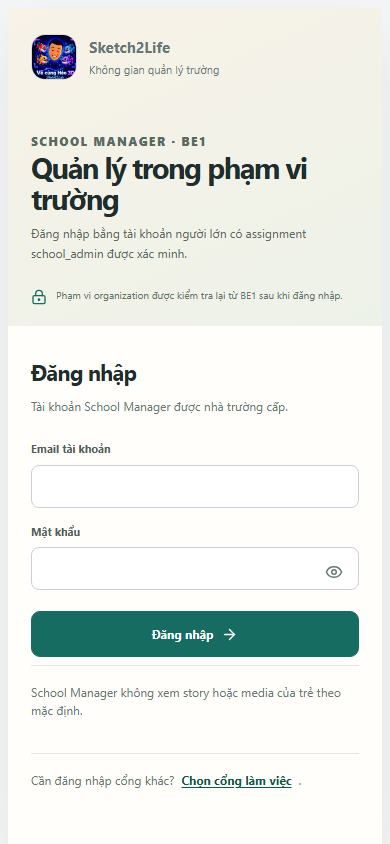 Vẽ cùng Héo 3D
Sketch2Life
Không gian quản lý trường
SCHOOL MANAGER · BE1
Quản lý trong phạm vi
trường
Đăng nhập bằng tài khoản người lớn có assignment
school_admin được xác minh.
Phạm vi organization được kiểm tra lại từ BE1 sau khi đăng nhập.
Đăng nhập
Tài khoản School Manager được nhà trường cấp.
Email tài khoản
Mật khẩu
Đăng nhập →
School Manager không xem story hoặc media của trẻ theo
mặc định.
Cần đăng nhập cổng khác? Chọn cổng làm việc .